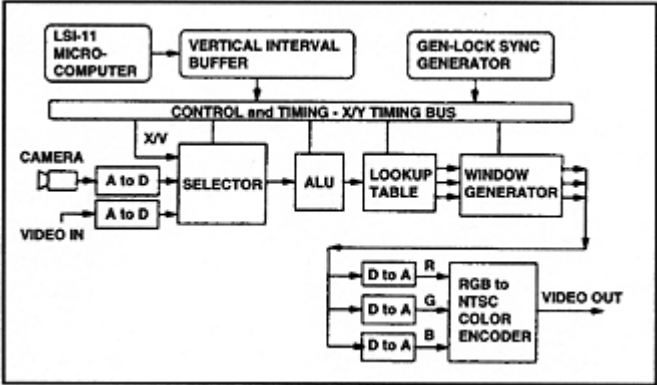 LSI-11
MICRO-
COMPUTER
VERTICAL INTERVAL
BUFFER
GEN-LOCK SYNC
GENERATOR
CONTROL and TIMING - X/Y TIMING BUS
X/V
CAMERA
A to D
SELECTOR
ALU
LOOKUP
TABLE
WINDOW
GENERATOR
A to D
VIDEO IN
D to A
R
D to A
G
D to A
B
RGB to
NTSC
COLOR
ENCODER
VIDEO OUT